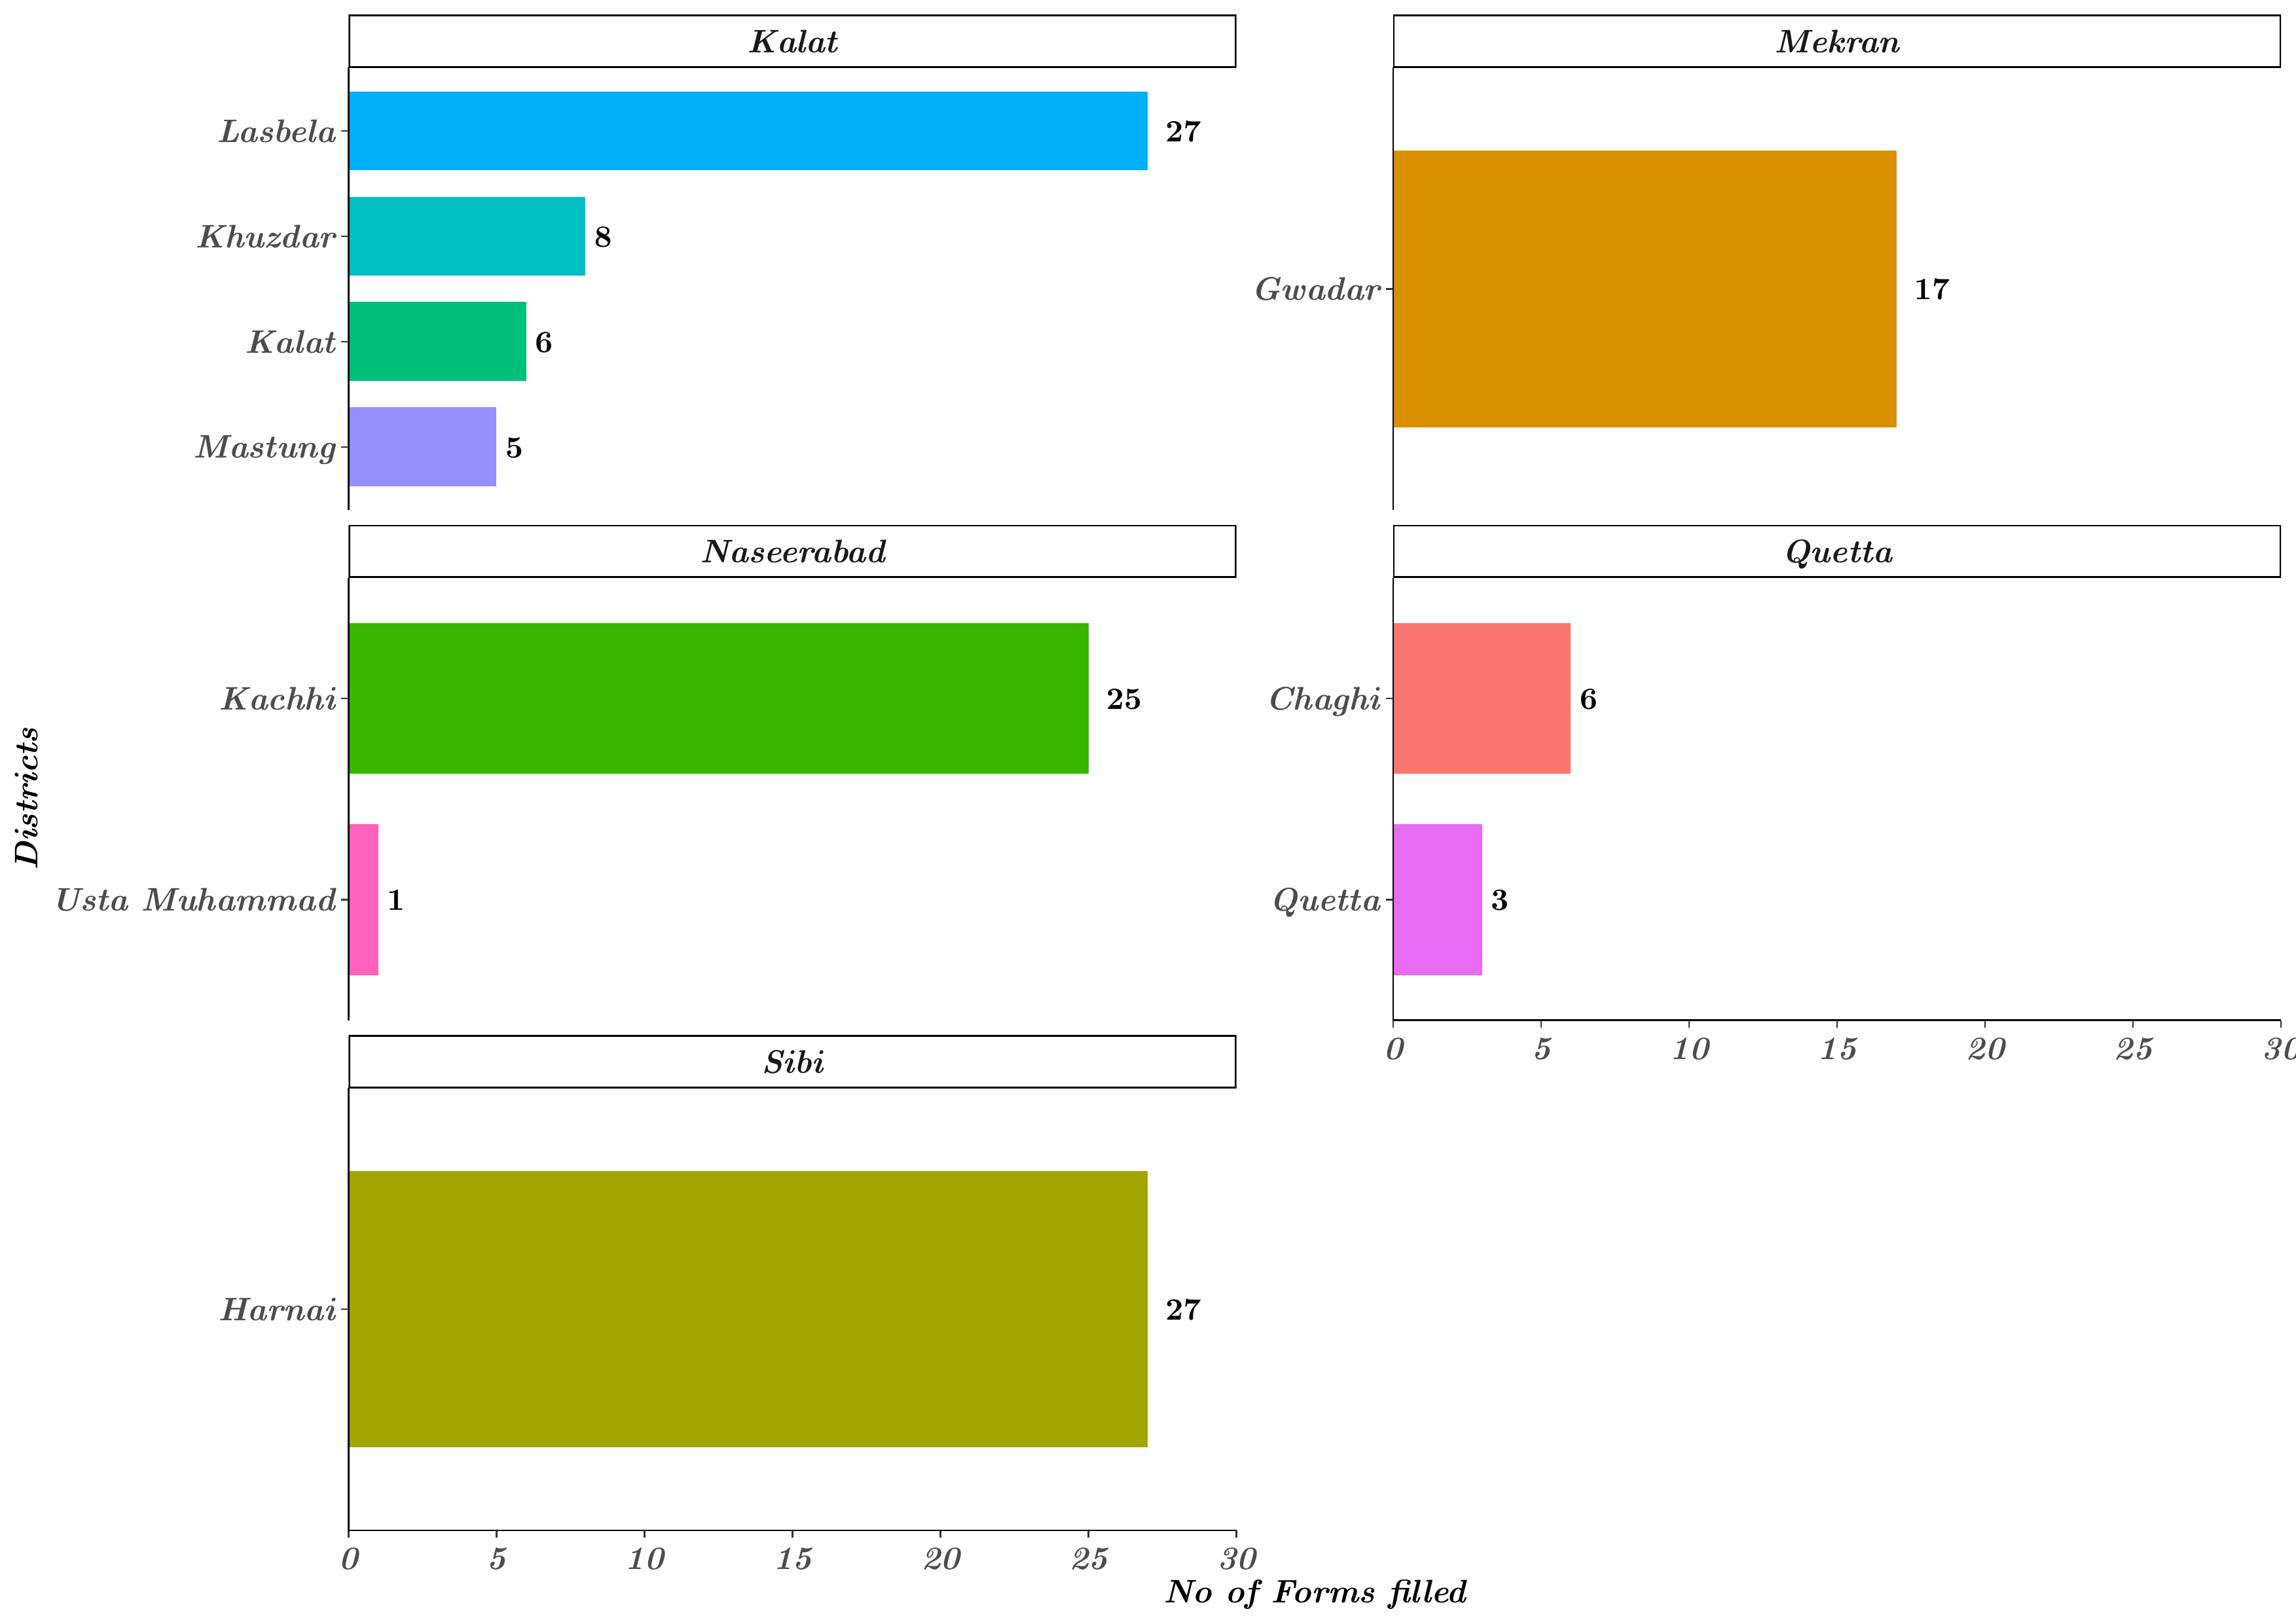 Kalat
Lasbela 27
Khuzdar 8
Kalat 6
Mastung 5
Mekran
Gwadar 17
Naseerabad
Kachhi 25
Usta Muhammad 1
Quetta
Chaghi 6
Quetta 3
0 5 10 15 20 25 30
Sibi
Harnai 27
0 5 10 15 20 25 30
Districts
No of Forms filled